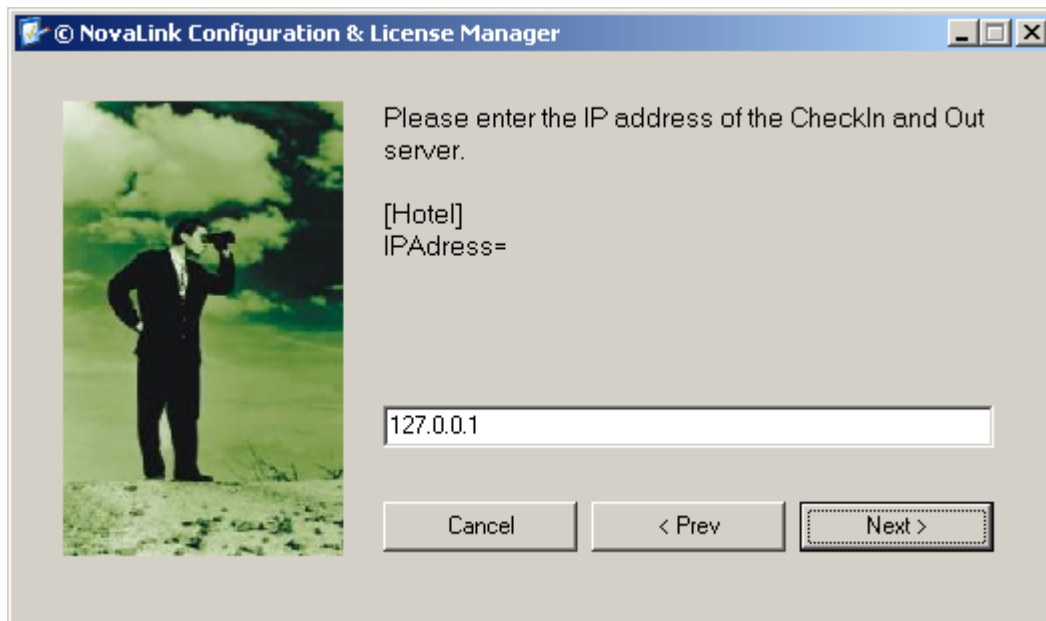 © NovaLink Configuration & License Manager
Please enter the IP address of the CheckIn and Out
server.
[Hotel]
IPAdress=
127.0.0.1
Cancel
< Prev
Next >